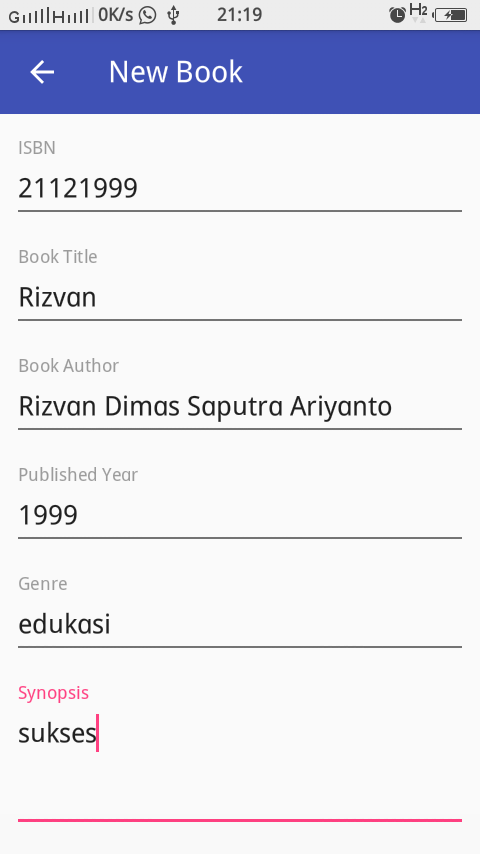 G H 0K/s 21:19 H2
New Book
ISBN
21121999
Book Title
Rizvan
Book Author
Rizvan Dimas Saputra Ariyanto
Published Year
1999
Genre
edukasi
Synopsis
sukses